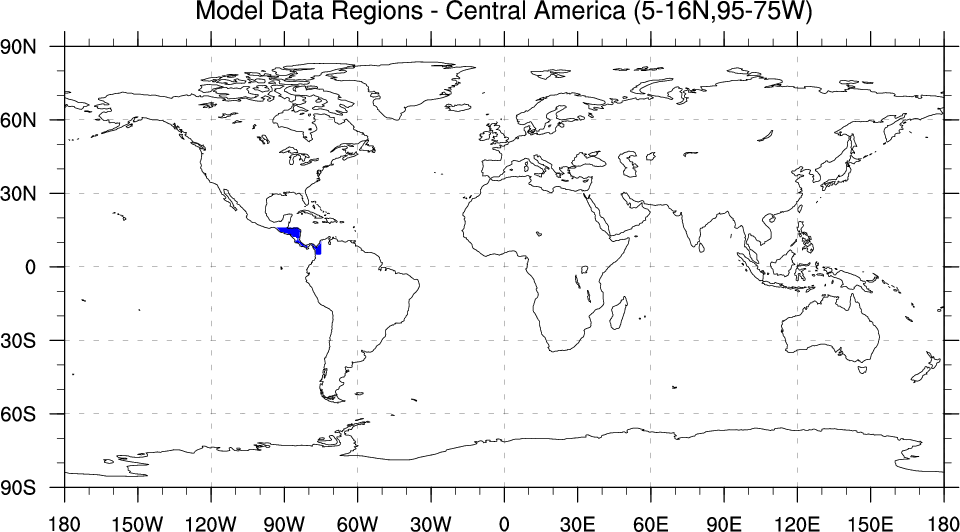 Model Data Regions - Central America (5-16N,95-75W)
90N
60N
30N
0
30S
60S
90S
180 150W 120W 90W 60W 30W 0 30E 60E 90E 120E 150E 180